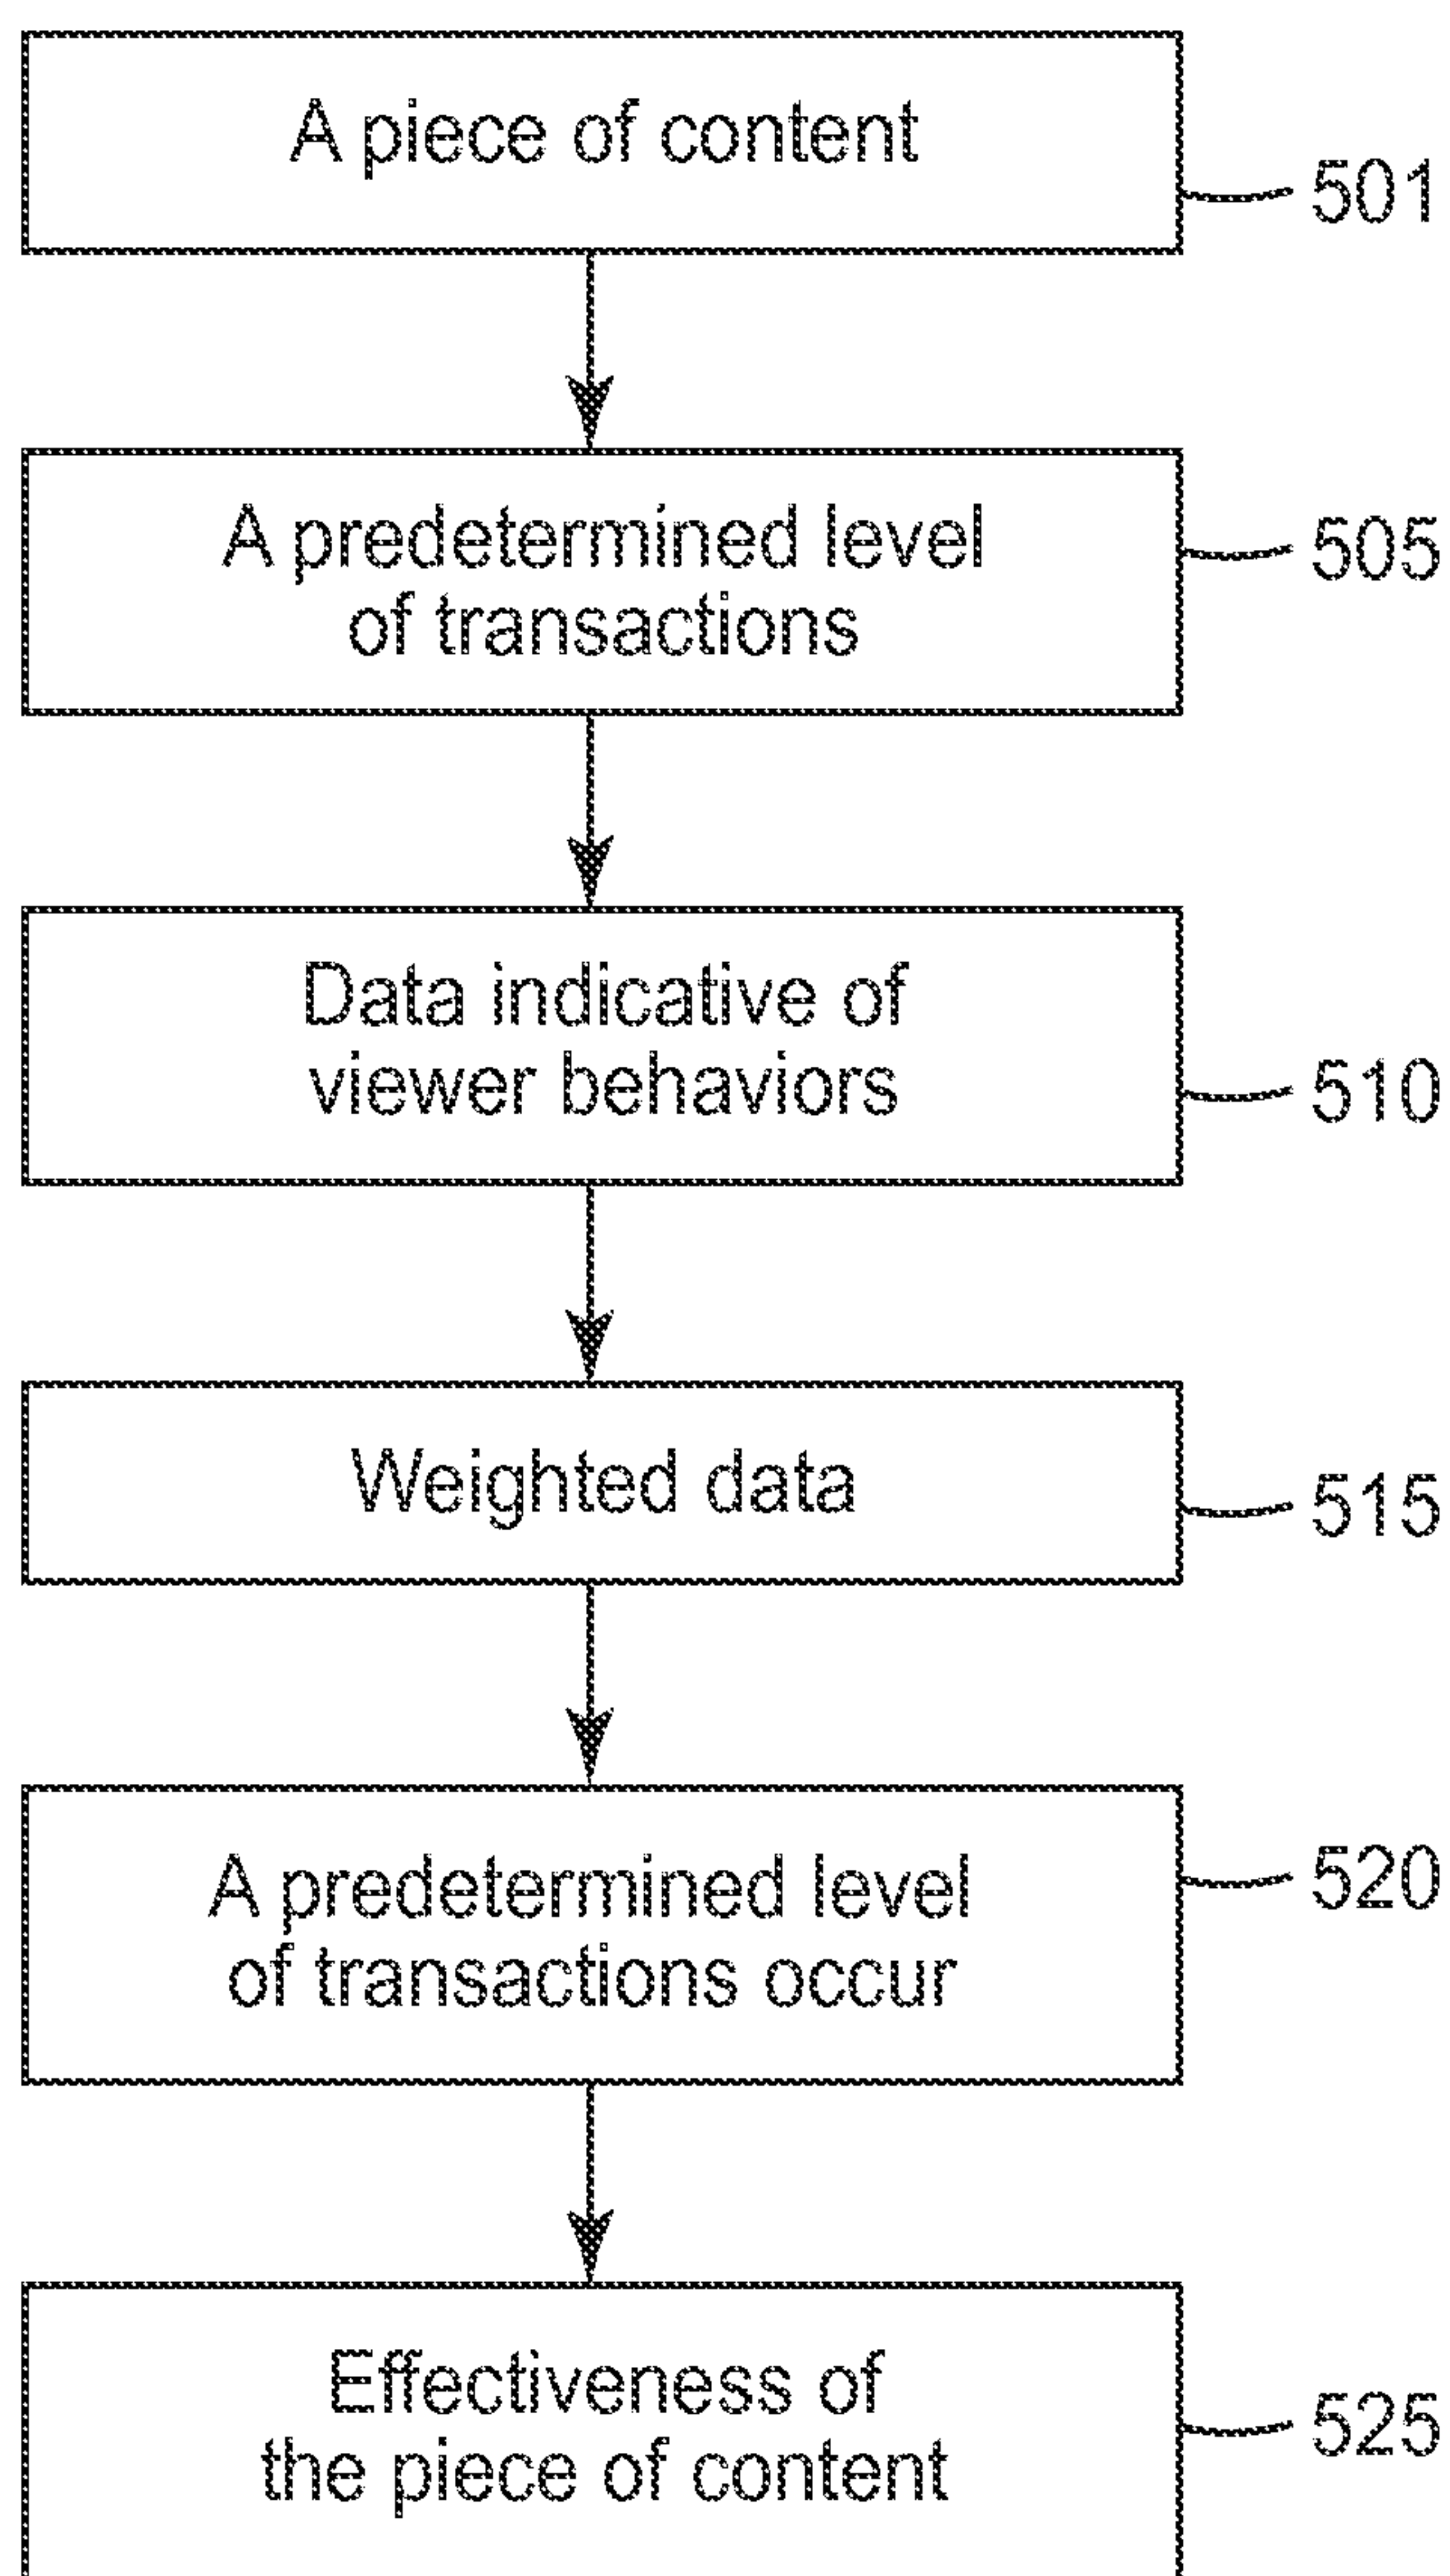 A piece of content
501
A predetermined level
of transactions
505
Data indicative of
viewer behaviors
510
Weighted data
515
A predetermined level
of transactions occur
520
Effectiveness of
the piece of content
525